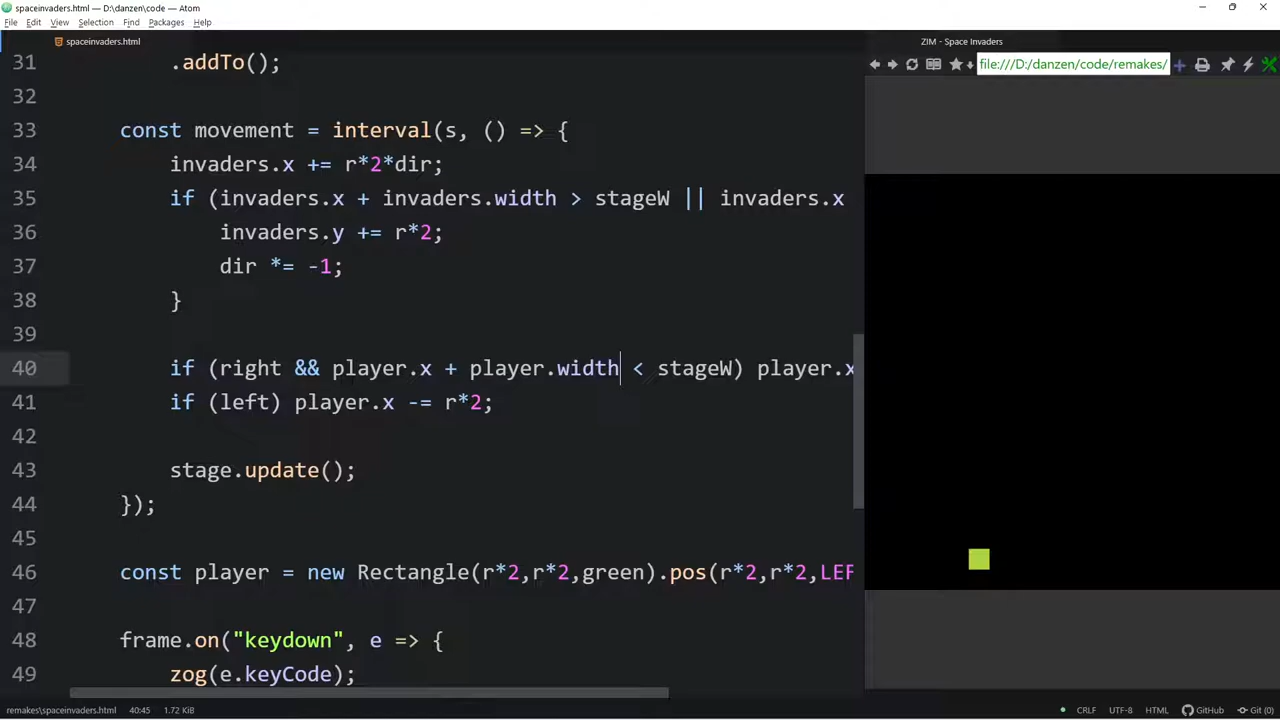 spaceinvaders.html — D:\danzen\code — Atom
File Edit View Selection Find Packages Help
spaceinvaders.html
ZIM - Space Invaders
file:///D:/danzen/code/remakes/
31 .addTo();
32
33 const movement = interval(s, () => {
34 invaders.x += r*2*dir;
35 if (invaders.x + invaders.width > stageW || invaders.x
36 invaders.y += r*2;
37 dir *= -1;
38 }
39
40 if (right && player.x + player.width < stageW) player.x
41 if (left) player.x -= r*2;
42
43 stage.update();
44 });
45
46 const player = new Rectangle(r*2,r*2,green).pos(r*2,r*2,LEF
47
48 frame.on("keydown", e => {
49 zog(e.keyCode);
remakes\spaceinvaders.html 40:45 1.72 KiB CRLF UTF-8 HTML GitHub Git (0)